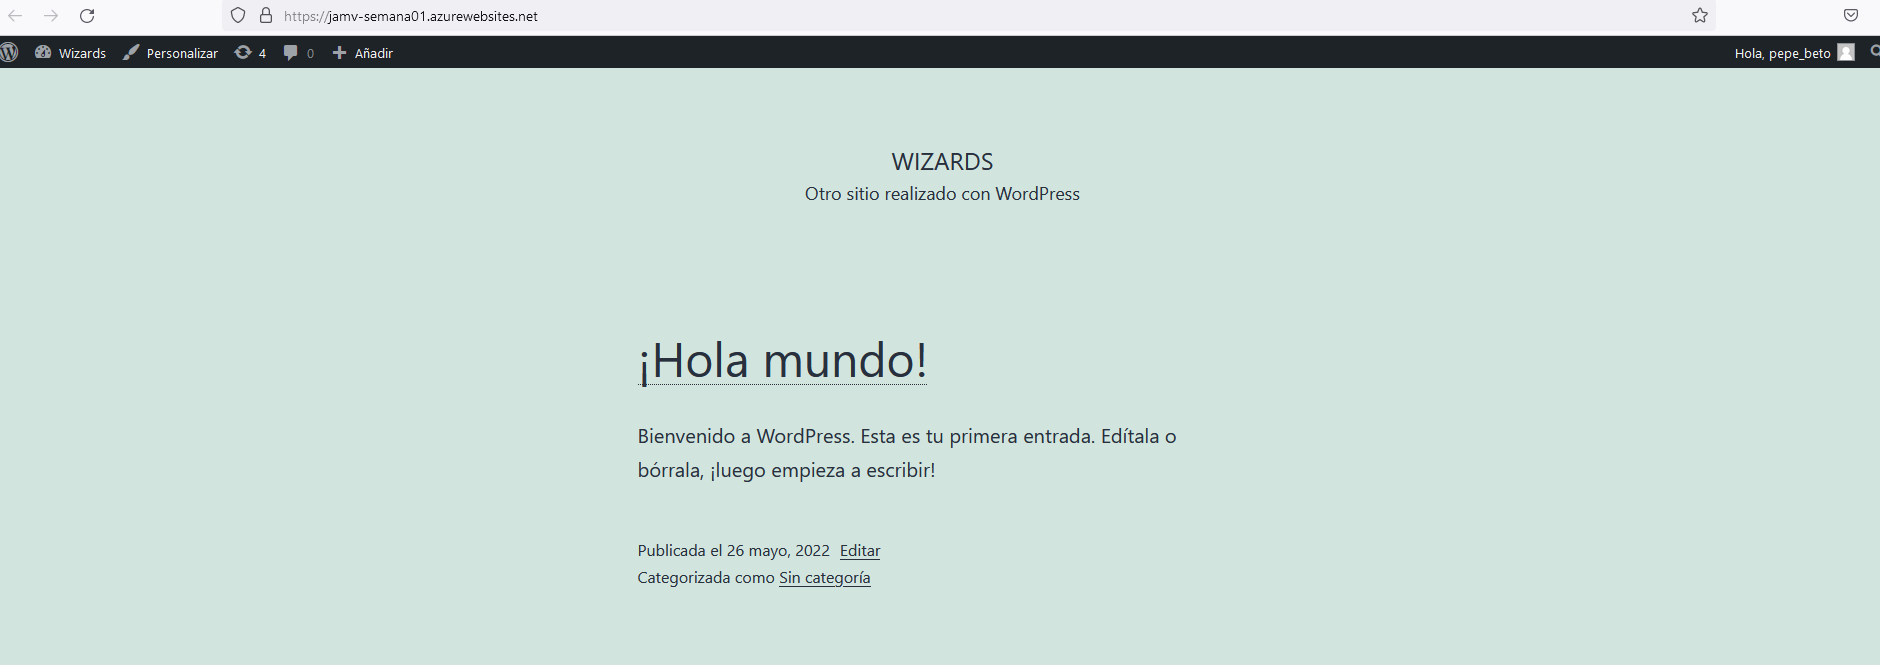 https://jamv-semana01.azurewebsites.net
Wizards Personalizar 4 0 Añadir Hola, pepe_beto
WIZARDS
Otro sitio realizado con WordPress
¡Hola mundo!
Bienvenido a WordPress. Esta es tu primera entrada. Edítala o
bórrala, ¡luego empieza a escribir!
Publicada el 26 mayo, 2022 Editar
Categorizada como Sin categoría